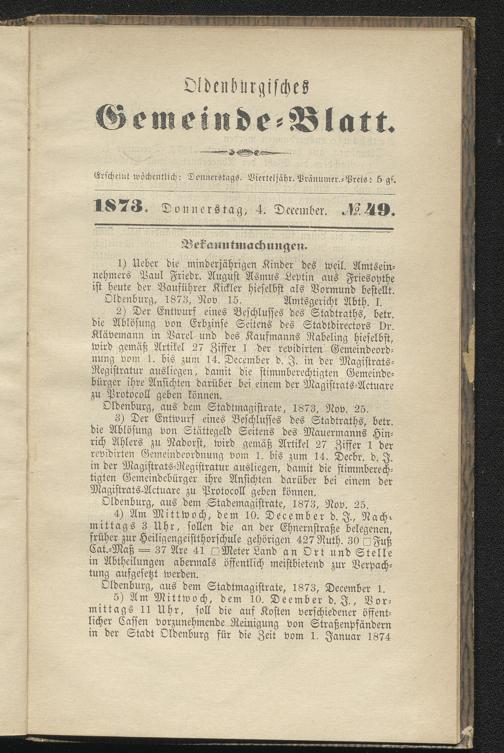 Oldenburgisches
Gemeinde-Blatt.
Erscheint wöchentlich: Donnerstags. Vierteljähr. Pränumer.-Preis: 5 gs.
1873. Donnerstag, 4. December. № 49.
Bekanntmachungen.
1) Ueber die minderjährigen Kinder des weil. Amtsein-
nehmers Paul Friedr. August Asmus Leptin aus Friesoythe
ist heute der Bauführer Kickler hieselbst als Vormund bestellt.
Oldenburg, 1873, Nov. 15. Amtsgericht Abth. I.
2) Der Entwurf eines Beschlusses des Stadtraths, betr.
die Ablösung von Erbzinse Seitens des Stadtdirectors Dr.
Klävemann in Varel und des Kaufmanns Rabeling hieselbst,
wird gemäß Artikel 27 Ziffer 1 der revidirten Gemeindeord-
nung vom 1. bis zum 14. December d. J. in der Magistrats-
Registratur ausliegen, damit die stimmberechtigten Gemeinde-
bürger ihre Ansichten darüber bei einem der Magistrats-Actuare
zu Protocoll geben können.
Oldenburg, aus dem Stadtmagistrate, 1873, Nov. 25.
3) Der Entwurf eines Beschlusses des Stadtraths, betr.
die Ablösung von Stättegeld Seitens des Mauermanns Hin-
rich Ahlers zu Nadorst, wird gemäß Artikel 27 Ziffer 1 der
revidirten Gemeindeordnung vom 1. bis zum 14. Decbr. d. J.
in der Magistrats-Registratur ausliegen, damit die stimmberech-
tigten Gemeindebürger ihre Ansichten darüber bei einem der
Magistrats-Actuare zu Protocoll geben können.
Oldenburg, aus dem Stademagistrate, 1873, Nov. 25.
4) Am Mittwoch, dem 10. December d. J., Nach-
mittags 3 Uhr, sollen die an der Ehnernstraße belegenen,
früher zur Heiligengeistthorschule gehörigen 427 Ruth. 30 □Fuß
Cat.-Maß = 37 Are 41 □Meter Land an Ort und Stelle
in Abtheilungen abermals öffentlich meistbietend zur Verpach-
tung aufgesetzt werden.
Oldenburg, aus dem Stadtmagistrate, 1873, December 1.
5) Am Mittwoch, dem 10. Deember d. J., Vor-
mittags 11 Uhr, soll die auf Kosten verschiedener öffent-
licher Cassen vorzunehmende Reinigung von Straßenpfändern
in der Stadt Oldenburg für die Zeit vom 1. Januar 1874